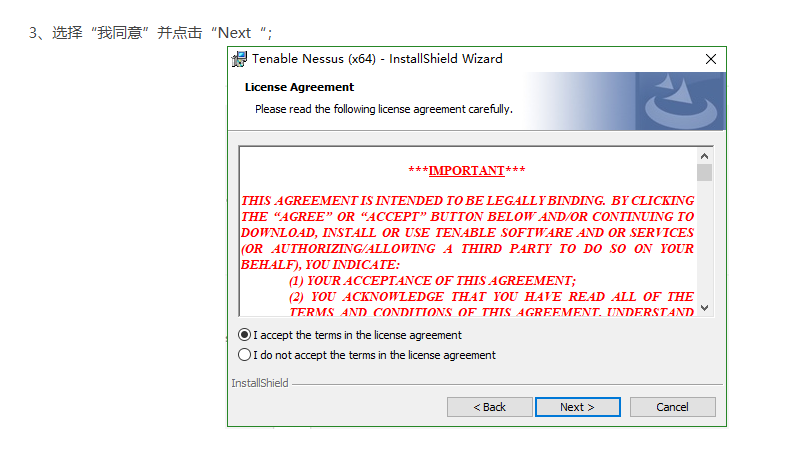 3、选择“我同意”并点击“Next “；
Tenable Nessus (x64) - InstallShield Wizard
License Agreement
Please read the following license agreement carefully.
***IMPORTANT***
THIS AGREEMENT IS INTENDED TO BE LEGALLY BINDING. BY CLICKING
THE “AGREE” OR “ACCEPT” BUTTON BELOW AND/OR CONTINUING TO
DOWNLOAD, INSTALL OR USE TENABLE SOFTWARE AND OR SERVICES
(OR AUTHORIZING/ALLOWING A THIRD PARTY TO DO SO ON YOUR
BEHALF), YOU INDICATE:
(1) YOUR ACCEPTANCE OF THIS AGREEMENT;
(2) YOU ACKNOWLEDGE THAT YOU HAVE READ ALL OF THE
TERMS AND CONDITIONS OF THIS AGREEMENT, UNDERSTAND
I accept the terms in the license agreement
I do not accept the terms in the license agreement
InstallShield
< Back Next > Cancel